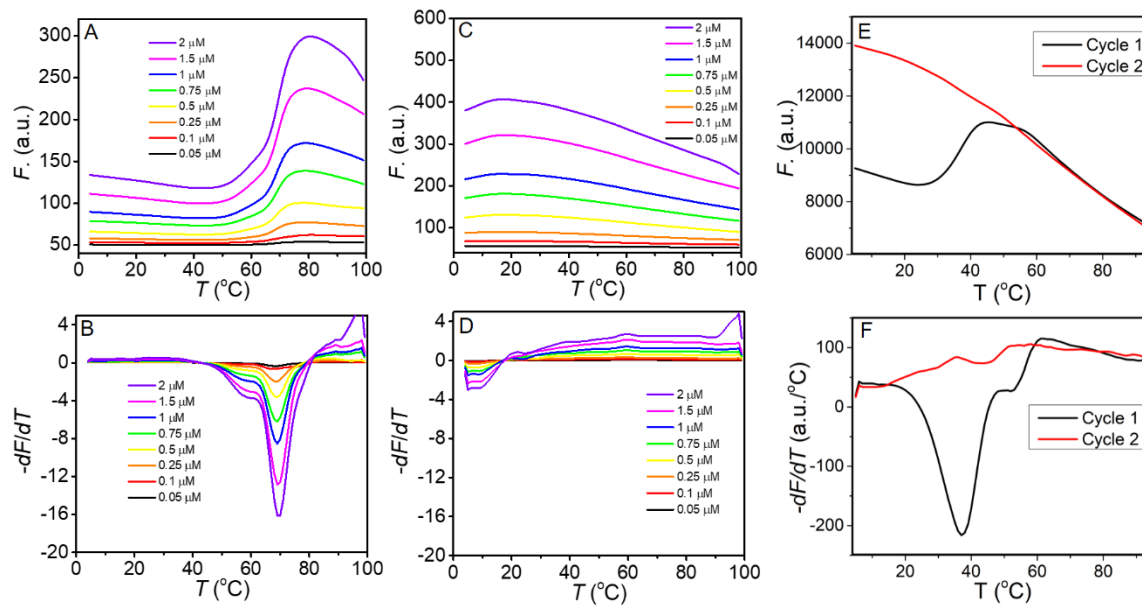 A
2 μM
1.5 μM
1 μM
0.75 μM
0.5 μM
0.25 μM
0.1 μM
0.05 μM
300
250
200
150
100
50
F. (a.u.)
0 20 40 60 80 100
T (°C)
C
2 μM
1.5 μM
1 μM
0.75 μM
0.5 μM
0.25 μM
0.1 μM
0.05 μM
600
500
400
300
200
100
F. (a.u.)
0 20 40 60 80 100
T (°C)
E
Cycle 1
Cycle 2
14000
12000
10000
8000
6000
F. (a.u.)
20 40 60 80
T (°C)
B
4
0
-4
-8
-12
-16
-20
-dF/dT
2 μM
1.5 μM
1 μM
0.75 μM
0.5 μM
0.25 μM
0.1 μM
0.05 μM
0 20 40 60 80 100
T (°C)
D
4
0
-4
-8
-12
-16
-20
-dF/dT
2 μM
1.5 μM
1 μM
0.75 μM
0.5 μM
0.25 μM
0.1 μM
0.05 μM
0 20 40 60 80 100
T (°C)
F
100
0
-100
-200
-dF/dT (a.u./°C)
Cycle 1
Cycle 2
20 40 60 80
T (°C)